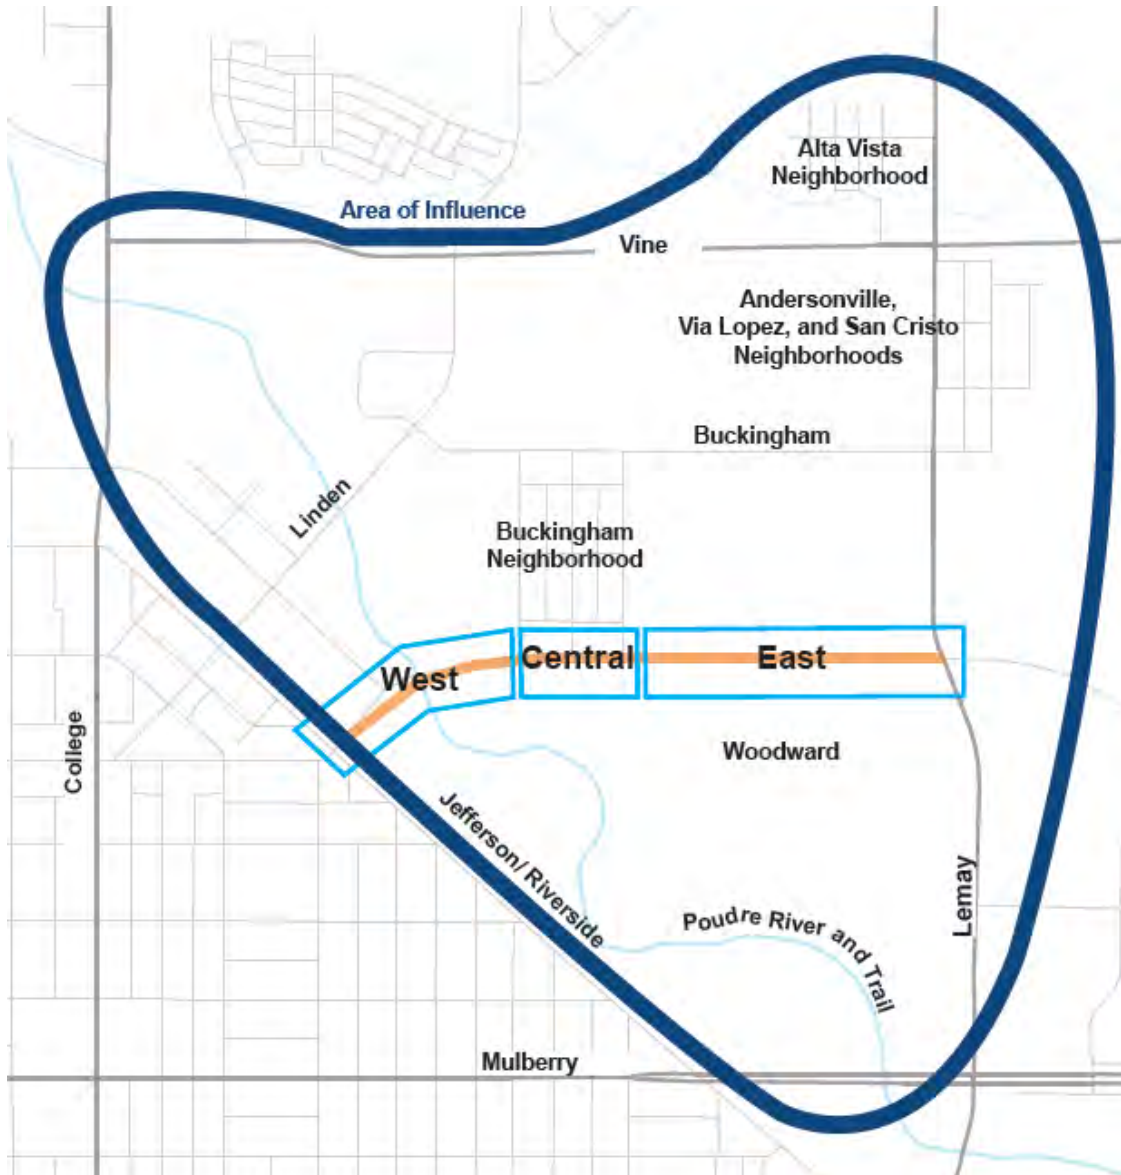 Alta Vista
Neighborhood
Area of Influence
Vine
Andersonville,
Via Lopez, and San Cristo
Neighborhoods
Buckingham
Linden
Buckingham
Neighborhood
West
Central
East
College
Woodward
Jefferson/ Riverside
Lemay
Poudre River and Trail
Mulberry